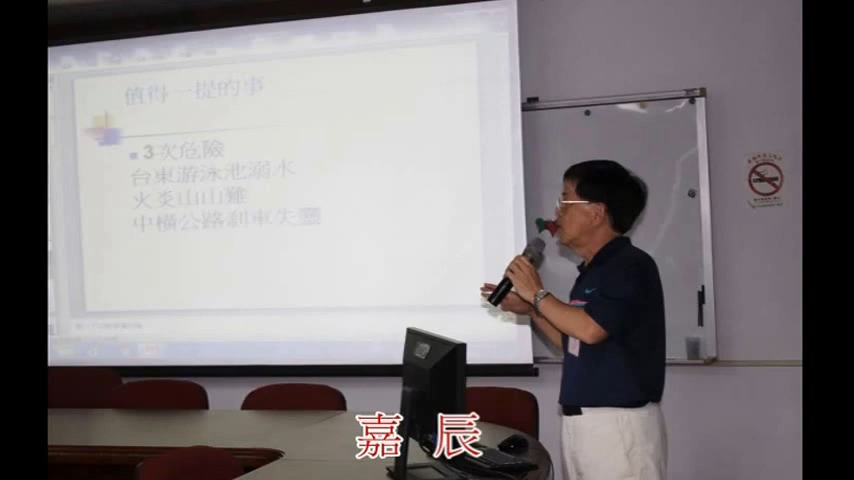 值得一提的事
3次危險
台東游泳池溺水
火炎山山難
中橫公路剎車失靈
嘉 辰